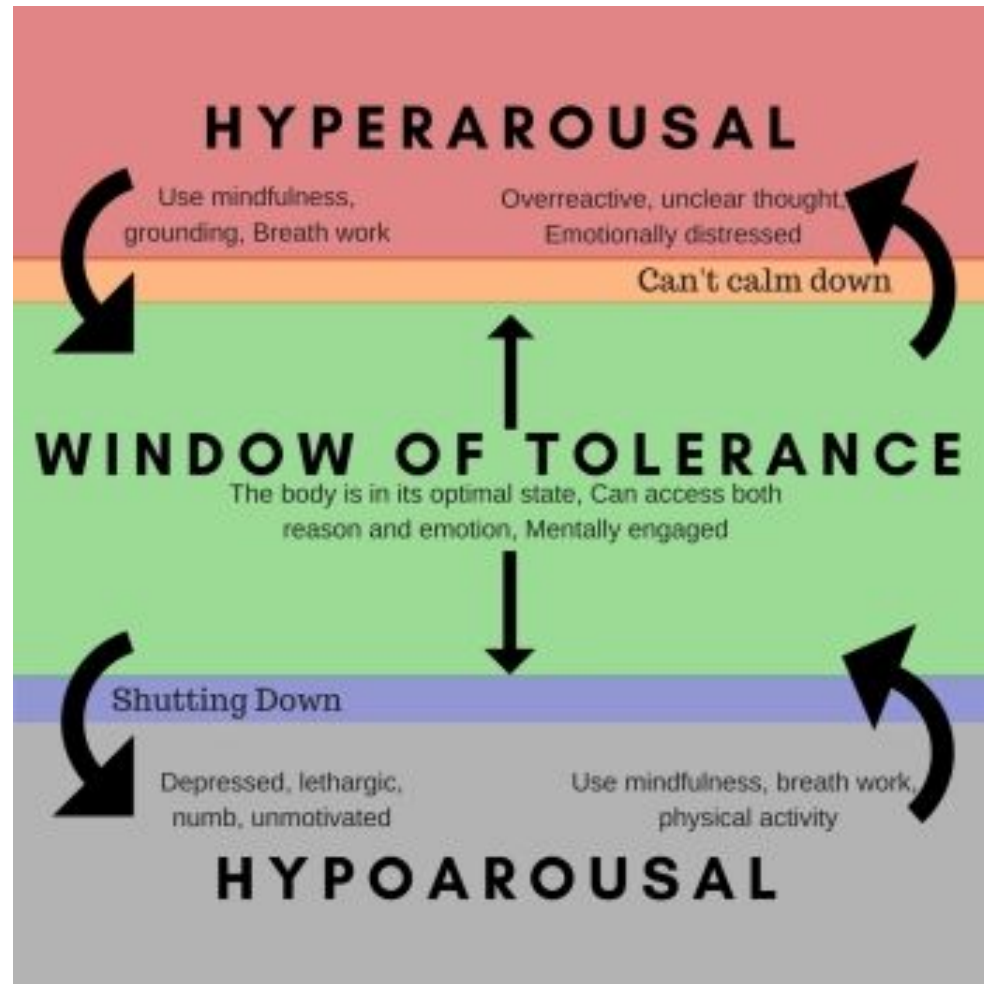 HYPERAROUSAL
Use mindfulness,
grounding, Breath work
Overreactive, unclear thought,
Emotionally distressed
Can't calm down
WINDOW OF TOLERANCE
The body is in its optimal state, Can access both
reason and emotion, Mentally engaged
Shutting Down
Depressed, lethargic,
numb, unmotivated
Use mindfulness, breath work,
physical activity
HYPOAROUSAL